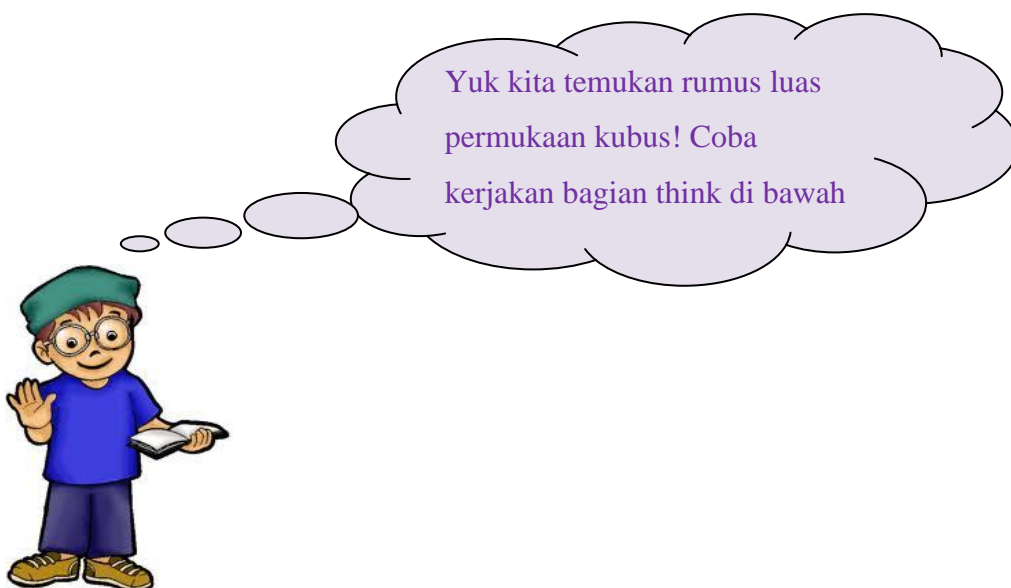 Yuk kita temukan rumus luas
permukaan kubus! Coba
kerjakan bagian think di bawah